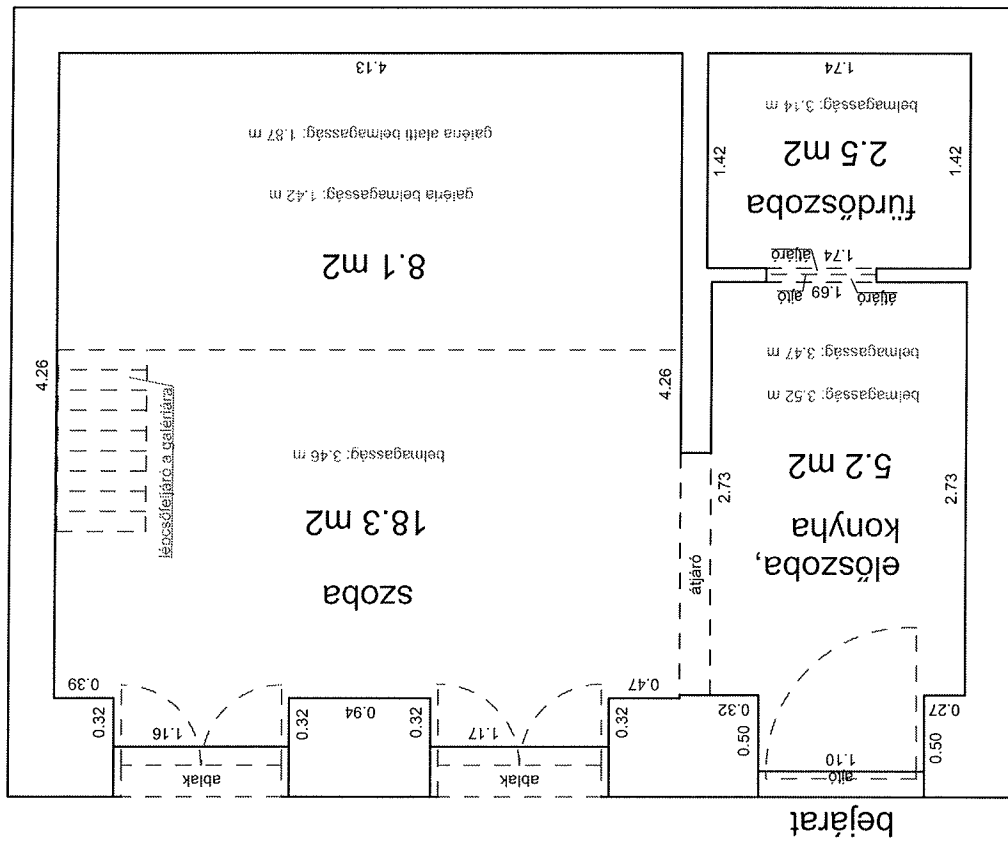 bejárat
ajtó
1.10
0.27
0.50
0.50
0.32
előszoba,
konyha
5.2 m2
belmagasság: 3.52 m
belmagasság: 3.47 m
2.73
2.73
átjáró
átjáró
1.69
ajtó
1.74
átjáró
fürdőszoba
2.5 m2
belmagasság: 3.14 m
1.42
1.42
1.74
ablak
1.17
0.47
0.32
0.32
0.94
ablak
1.16
0.32
0.32
0.39
szoba
18.3 m2
belmagasság: 3.46 m
lépcsőfeljáró a galériára
4.26
4.26
8.1 m2
galéria belmagasság: 1.42 m
galéria alatti belmagasság: 1.87 m
4.13